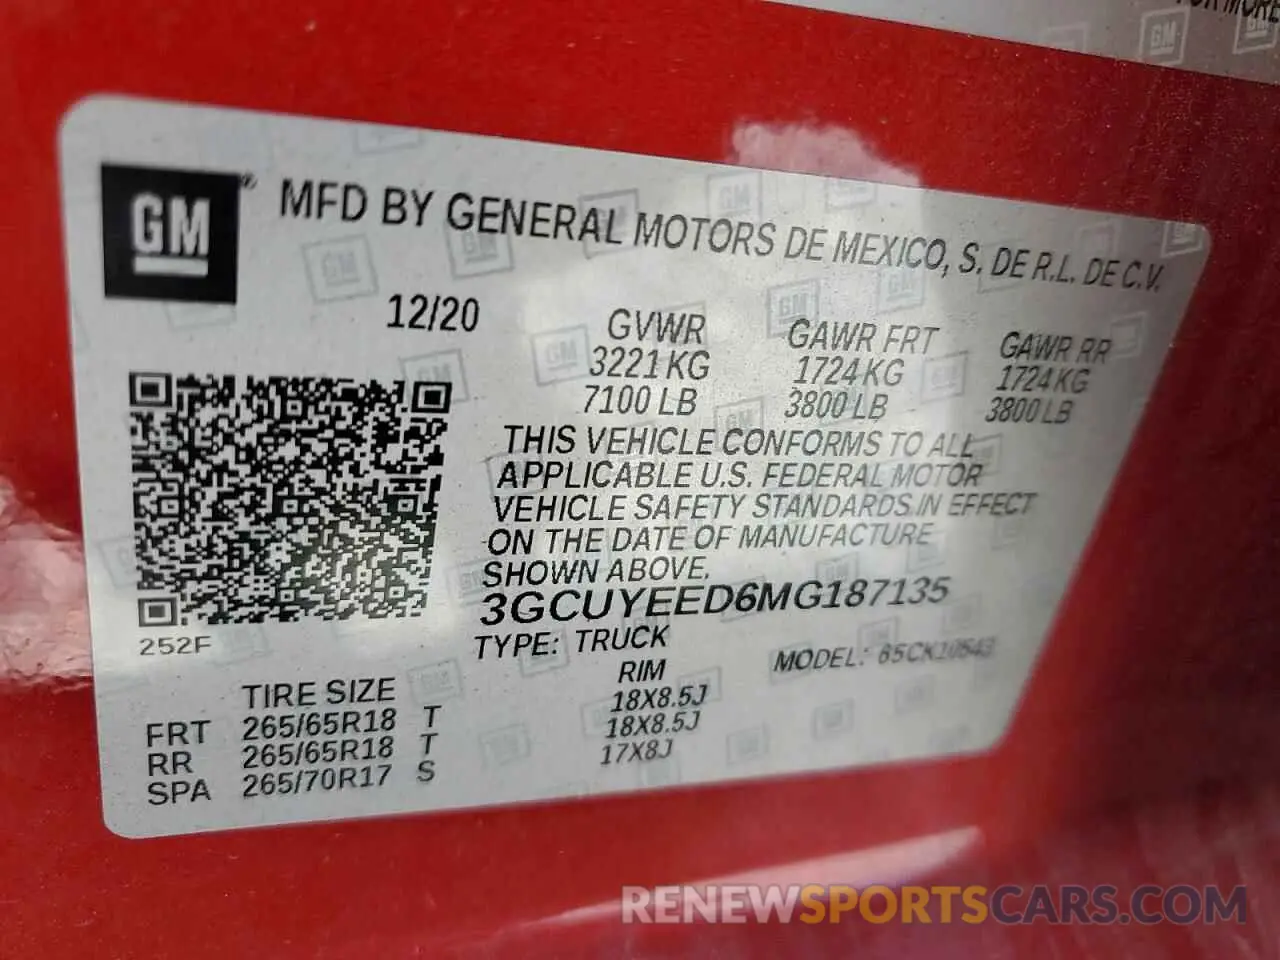 FOR MORE
GM
MFD BY GENERAL MOTORS DE MEXICO, S. DE R.L. DE C.V.
12/20
GVWR GAWR FRT GAWR RR
3221 KG 1724 KG 1724 KG
7100 LB 3800 LB 3800 LB
THIS VEHICLE CONFORMS TO ALL
APPLICABLE U.S. FEDERAL MOTOR
VEHICLE SAFETY STANDARDS IN EFFECT
ON THE DATE OF MANUFACTURE
SHOWN ABOVE.
3GCUYEED6MG187135
252F
TYPE: TRUCK
MODEL:
TIRE SIZE RIM
FRT 265/65R18 T 18X8.5J
RR 265/65R18 T 18X8.5J
SPA 265/70R17 S 17X8J
RENEWSPORTSCARS.COM